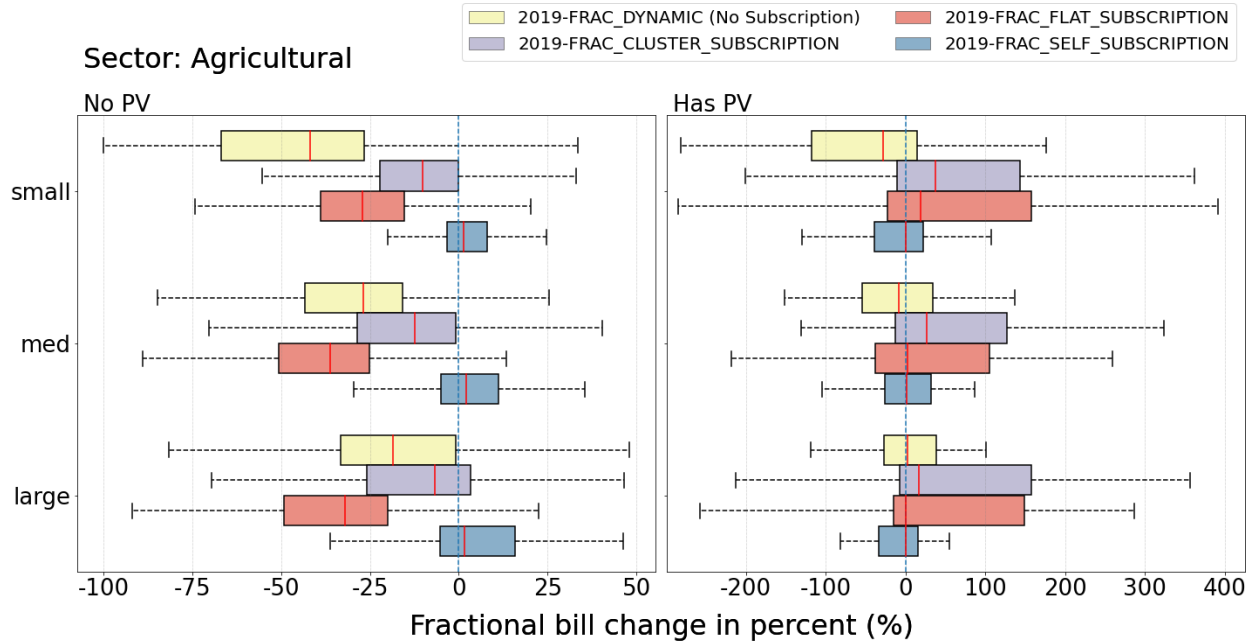 2019-FRAC_DYNAMIC (No Subscription)
2019-FRAC_FLAT_SUBSCRIPTION
2019-FRAC_CLUSTER_SUBSCRIPTION
2019-FRAC_SELF_SUBSCRIPTION
Sector: Agricultural
No PV
Has PV
small
med
large
-100 -75 -50 -25 0 25 50
-200 -100 0 100 200 300 400
Fractional bill change in percent (%)